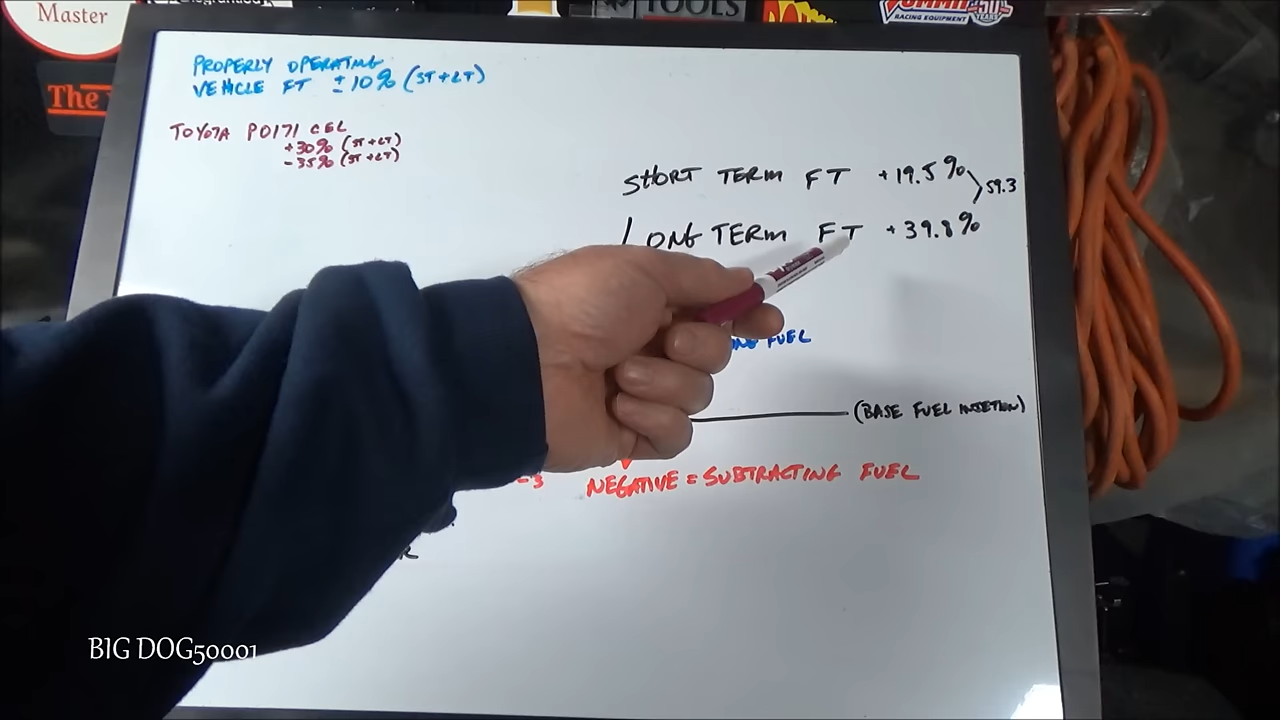 Master
The
TOOLS
RACING EQUIPMENT
PROPERLY OPERATING
VEHICLE FT ± 10% (ST+LT)
TOYOTA P0171 CEL
+30% (ST+LT)
-35% (ST+LT)
SHORT TERM FT +19.5%
59.3
LONG TERM FT +39.8%
FUEL
(BASE FUEL INJETION)
-3 NEGATIVE = SUBTRACTING FUEL
BIG DOG50001